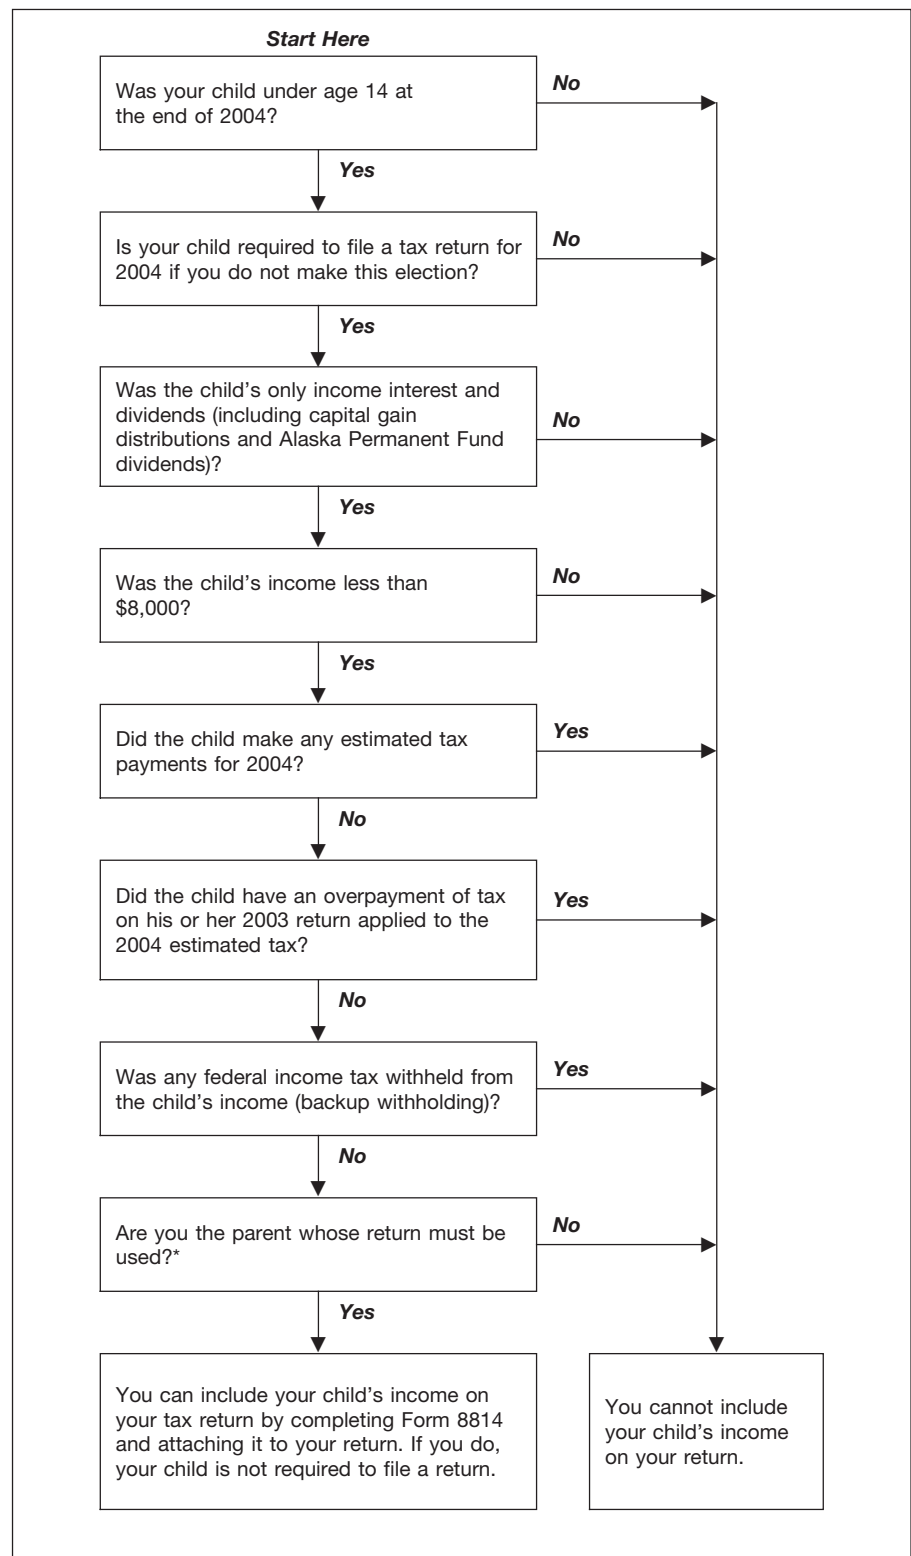 Start Here
Was your child under age 14 at
the end of 2004?
No
Yes
Is your child required to file a tax return for
2004 if you do not make this election?
No
Yes
Was the child's only income interest and
dividends (including capital gain
distributions and Alaska Permanent Fund
dividends)?
No
Yes
Was the child's income less than
$8,000?
No
Yes
Did the child make any estimated tax
payments for 2004?
Yes
No
Did the child have an overpayment of tax
on his or her 2003 return applied to the
2004 estimated tax?
Yes
No
Was any federal income tax withheld from
the child's income (backup withholding)?
Yes
No
Are you the parent whose return must be
used?*
No
Yes
You can include your child's income on
your tax return by completing Form 8814
and attaching it to your return. If you do,
your child is not required to file a return.
You cannot include
your child's income
on your return.